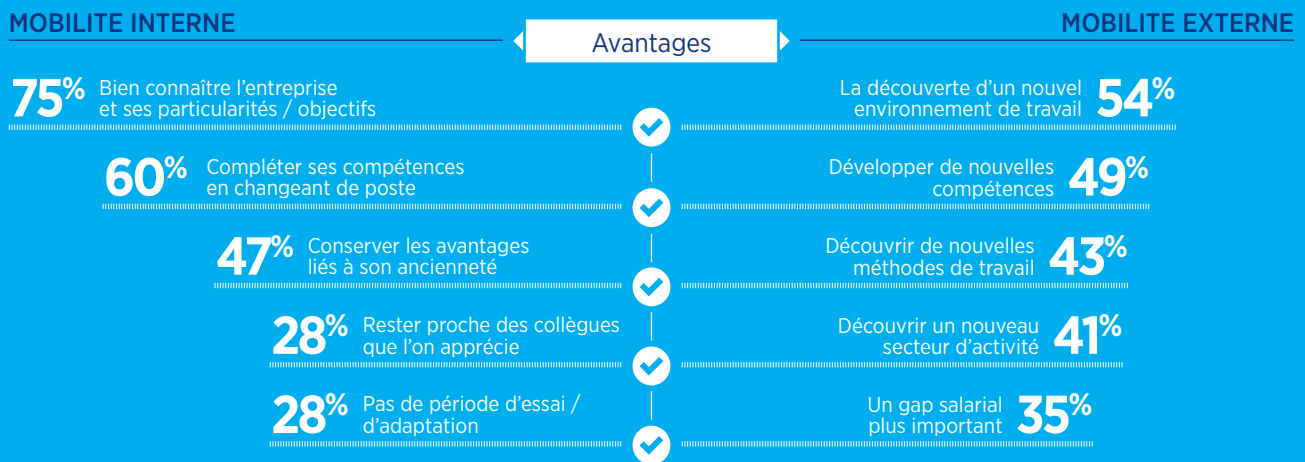 MOBILITE INTERNE
Avantages
MOBILITE EXTERNE
75% Bien connaître l'entreprise
et ses particularités / objectifs
La découverte d'un nouvel
environnement de travail 54%
60% Compléter ses compétences
en changeant de poste
Développer de nouvelles
compétences 49%
47% Conserver les avantages
liés à son ancienneté
Découvrir de nouvelles
méthodes de travail 43%
28% Rester proche des collègues
que l'on apprécie
Découvrir un nouveau
secteur d'activité 41%
28% Pas de période d'essai /
d'adaptation
Un gap salarial
plus important 35%